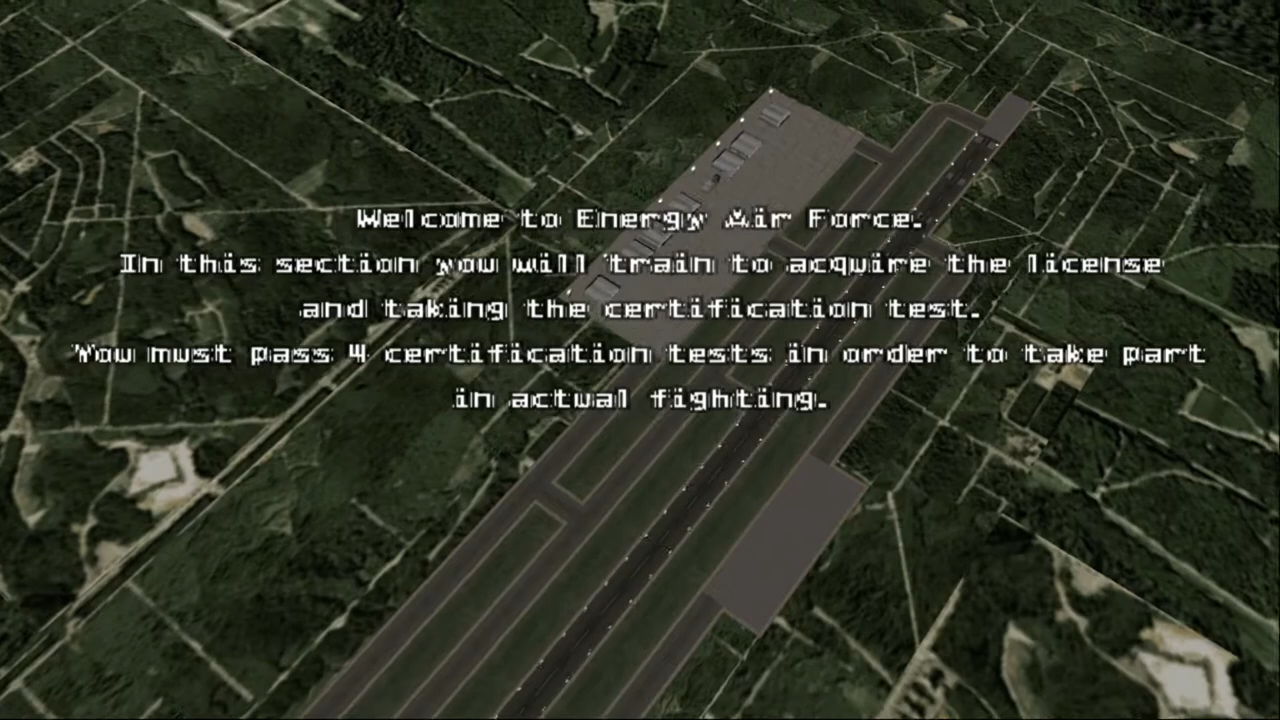 Welcome to Energy Air Force.
In this section you will train to acquire the license
and taking the certification test.
You must pass 4 certification tests in order to take part
in actual fighting.